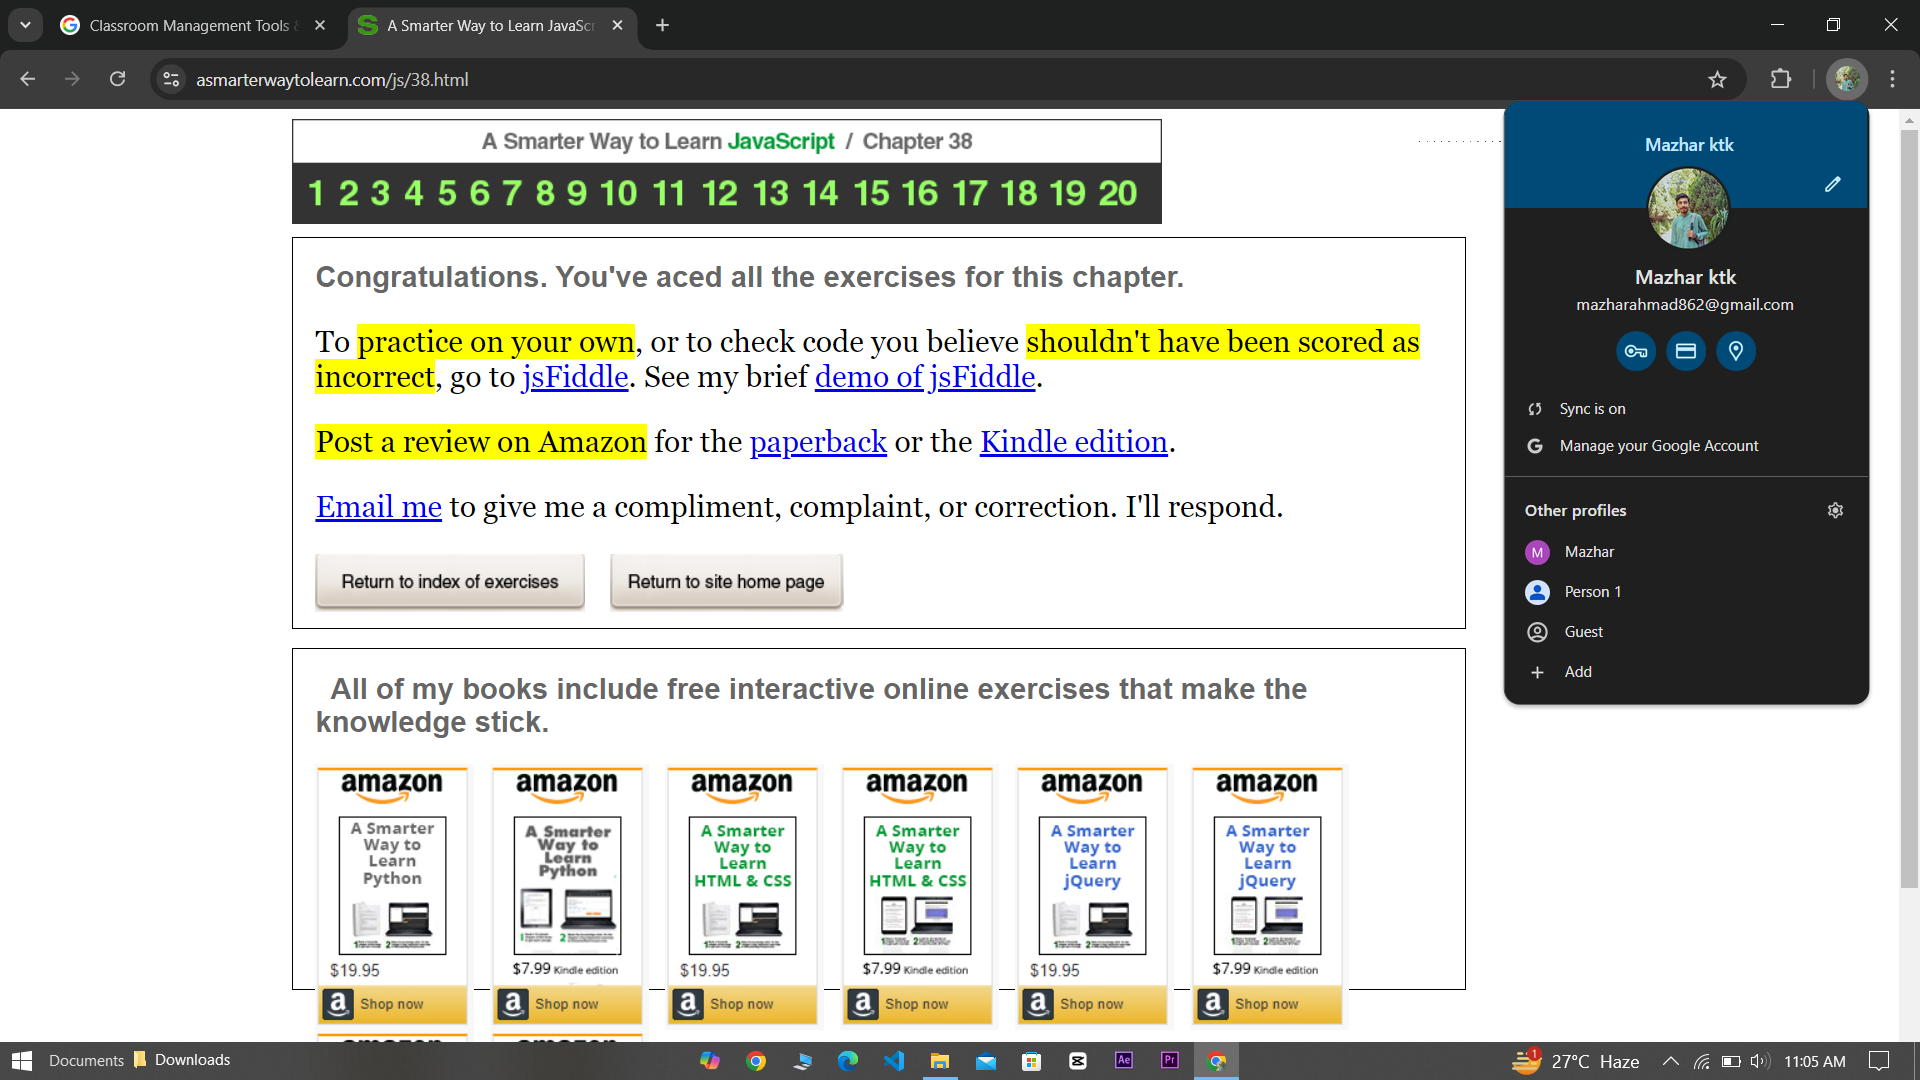 Classroom Management Tools
A Smarter Way to Learn JavaScr
asmarterwaytolearn.com/js/38.html
A Smarter Way to Learn JavaScript / Chapter 38
1 2 3 4 5 6 7 8 9 10 11 12 13 14 15 16 17 18 19 20
Congratulations. You've aced all the exercises for this chapter.
To practice on your own, or to check code you believe shouldn't have been scored as
incorrect, go to jsFiddle. See my brief demo of jsFiddle.
Post a review on Amazon for the paperback or the Kindle edition.
Email me to give me a compliment, complaint, or correction. I'll respond.
Return to index of exercises
Return to site home page
All of my books include free interactive online exercises that make the
knowledge stick.
amazon
A Smarter
Way to
Learn
Python
$19.95
a Shop now
amazon
A Smarter
Way to
Learn
Python
$7.99 Kindle edition
a Shop now
amazon
A Smarter
Way to
Learn
HTML & CSS
$19.95
a Shop now
amazon
A Smarter
Way to
Learn
HTML & CSS
$7.99 Kindle edition
a Shop now
amazon
A Smarter
Way to
Learn
jQuery
$19.95
a Shop now
amazon
A Smarter
Way to
Learn
jQuery
$7.99 Kindle edition
a Shop now
Mazhar ktk
Mazhar ktk
mazharahmad862@gmail.com
Sync is on
Manage your Google Account
Other profiles
M Mazhar
Person 1
Guest
Add
Documents
Downloads
Ae
Pr
1
27°C Haze
11:05 AM